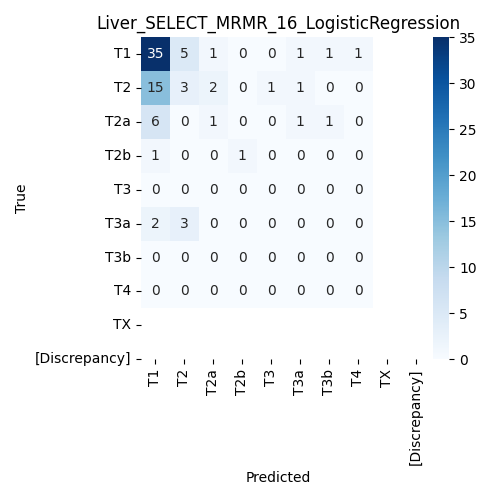 Liver_SELECT_MRMR_16_LogisticRegression
T1 35 5 1 0 0 1 1 1
T2 15 3 2 0 1 1 0 0
T2a 6 0 1 0 0 1 1 0
T2b 1 0 0 1 0 0 0 0
T3 0 0 0 0 0 0 0 0
T3a 2 3 0 0 0 0 0 0
T3b 0 0 0 0 0 0 0 0
T4 0 0 0 0 0 0 0 0
TX
[Discrepancy]
True
T1 T2 T2a T2b T3 T3a T3b T4 TX [Discrepancy]
Predicted
35
30
25
20
15
10
5
0